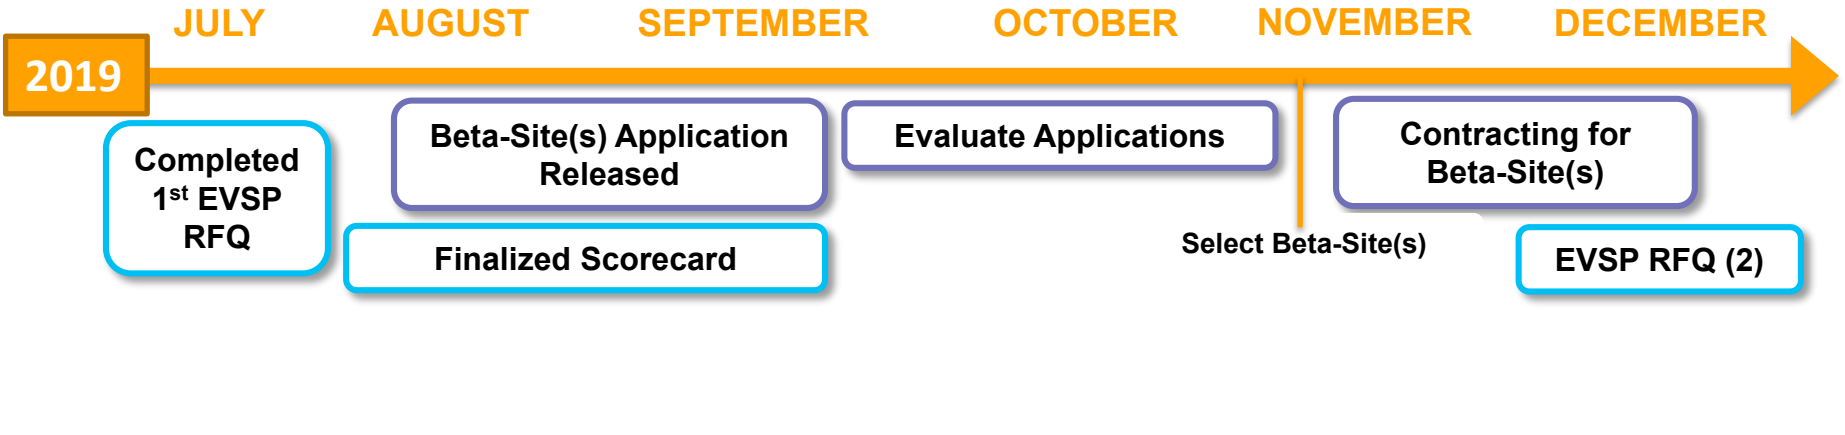 JULY AUGUST SEPTEMBER OCTOBER NOVEMBER DECEMBER
2019
Completed
1st EVSP
RFQ
Beta-Site(s) Application
Released
Finalized Scorecard
Evaluate Applications
Select Beta-Site(s)
Contracting for
Beta-Site(s)
EVSP RFQ (2)